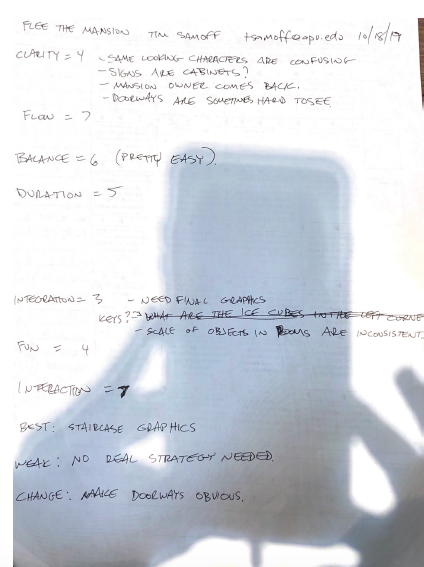 FLEE THE MANSION TIM SAMOFF tsamoff@apu.edu 10/18/19
CLARITY = 4 - SAME LOOKING CHARACTERS ARE CONFUSING
- SIGNS ARE CABINETS?
- MANSION OWNER COMES BACK.
- DOORWAYS ARE SOMETIMES HARD TO SEE
FLOW = 7
BALANCE = 6 (PRETTY EASY).
DURATION = 5
INTEGRATION = 3 - NEED FINAL GRAPHICS
KEYS? → WHAT ARE THE ICE CUBES IN THE LEFT CORNE
- SCALE OF OBJECTS IN ROOMS ARE INCONSISTENT.
FUN = 4
INTERACTION = 7
BEST: STAIRCASE GRAPHICS
WEAK: NO REAL STRATEGY NEEDED.
CHANGE: MAKE DOORWAYS OBVIOUS.